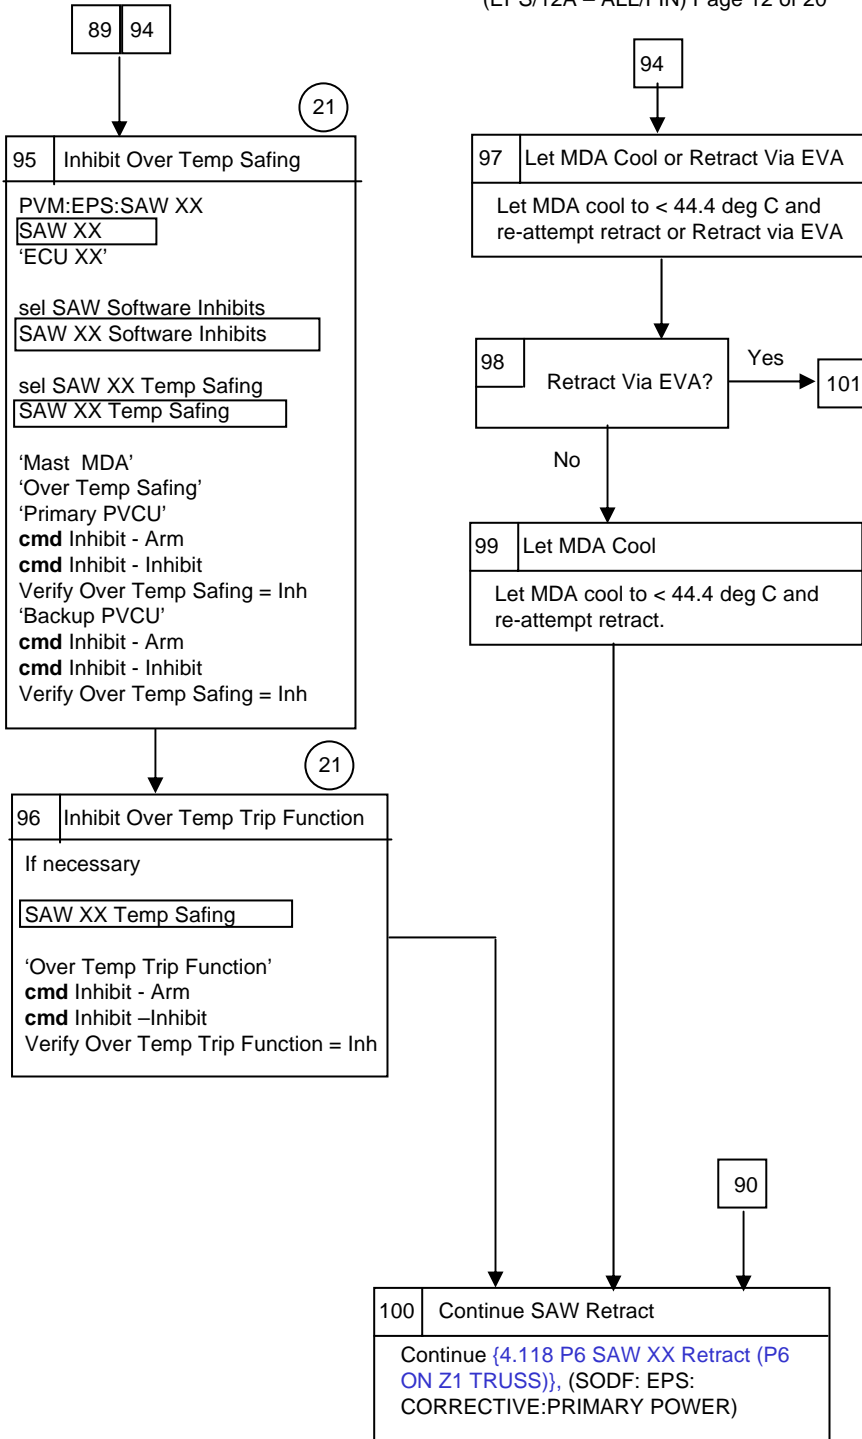 (EPS/12A – ALL/FIN) Page 12 of 20
89 94
21
95 Inhibit Over Temp Safing
PVM:EPS:SAW XX
SAW XX
‘ECU XX’
sel SAW Software Inhibits
SAW XX Software Inhibits
sel SAW XX Temp Safing
SAW XX Temp Safing
‘Mast MDA’
‘Over Temp Safing’
‘Primary PVCU’
cmd Inhibit - Arm
cmd Inhibit - Inhibit
Verify Over Temp Safing = Inh
‘Backup PVCU’
cmd Inhibit - Arm
cmd Inhibit - Inhibit
Verify Over Temp Safing = Inh
21
96 Inhibit Over Temp Trip Function
If necessary
SAW XX Temp Safing
‘Over Temp Trip Function’
cmd Inhibit - Arm
cmd Inhibit –Inhibit
Verify Over Temp Trip Function = Inh
94
97 Let MDA Cool or Retract Via EVA
Let MDA cool to < 44.4 deg C and
re-attempt retract or Retract via EVA
98
Retract Via EVA?
Yes
101
No
99 Let MDA Cool
Let MDA cool to < 44.4 deg C and
re-attempt retract.
90
100 Continue SAW Retract
Continue {4.118 P6 SAW XX Retract (P6
ON Z1 TRUSS)}, (SODF: EPS:
CORRECTIVE:PRIMARY POWER)